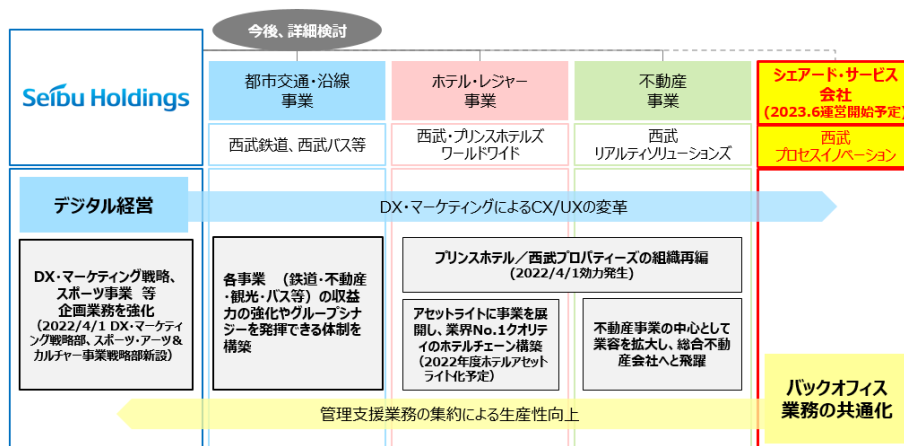 今後、詳細検討
Seibu Holdings
都市交通・沿線
事業
ホテル・レジャー
事業
不動産
事業
シェアード・サービス
会社
(2023.6運営開始予定)
西武鉄道、西武バス等
西武・プリンスホテルズ
ワールドワイド
西武
リアルティソリューションズ
西武
プロセスイノベーション
デジタル経営
DX・マーケティングによるCX/UXの変革
DX・マーケティング戦略、
スポーツ事業 等
企画業務を強化
(2022/4/1 DX・マーケティ
ング戦略部、スポーツ・アーツ&
カルチャー事業戦略部新設)
各事業 (鉄道・不動産
・観光・バス等)の収益
力の強化やグループシナ
ジーを発揮できる体制を
構築
プリンスホテル/西武プロパティーズの組織再編
(2022/4/1効力発生)
アセットライトに事業を展
開し、業界No.1クオリテ
ィのホテルチェーン構築
(2022年度ホテルアセット
ライト化予定)
不動産事業の中心として
業容を拡大し、総合不動
産会社へと飛躍
バックオフィス
業務の共通化
管理支援業務の集約による生産性向上